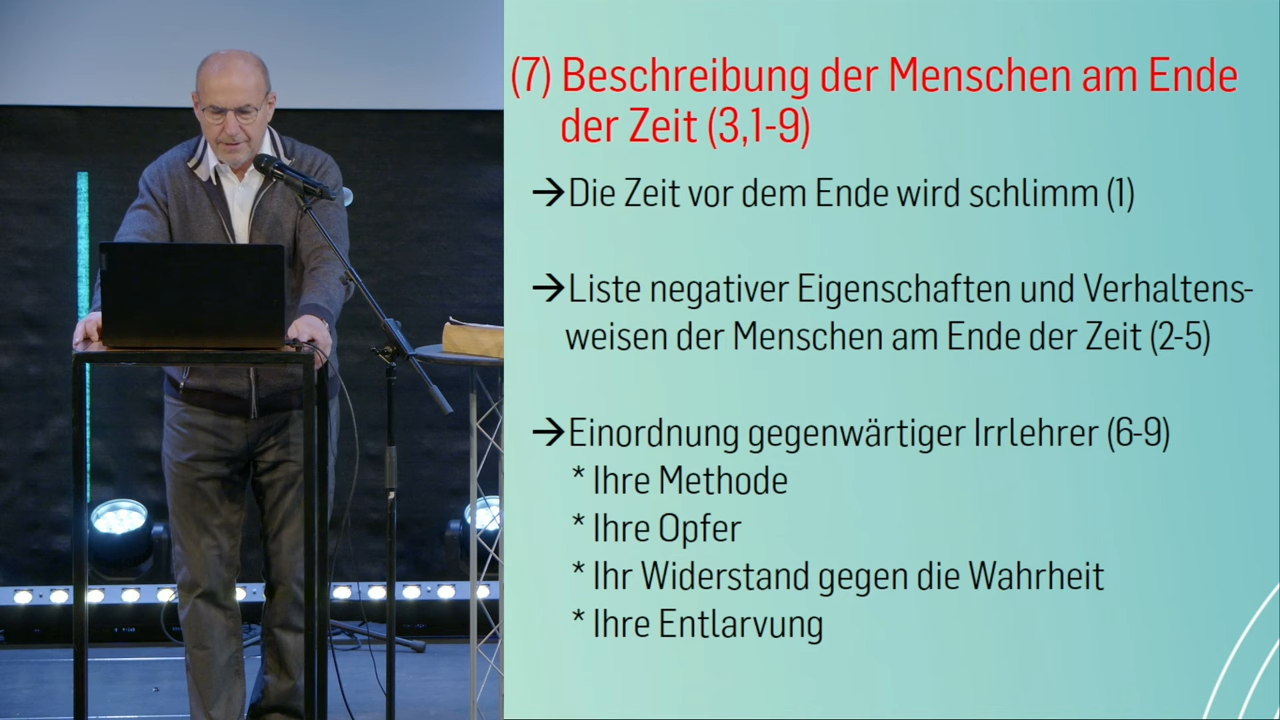 (7) Beschreibung der Menschen am Ende
der Zeit (3,1-9)
→Die Zeit vor dem Ende wird schlimm (1)
→Liste negativer Eigenschaften und Verhaltens-
weisen der Menschen am Ende der Zeit (2-5)
→Einordnung gegenwärtiger Irrlehrer (6-9)
* Ihre Methode
* Ihre Opfer
* Ihr Widerstand gegen die Wahrheit
* Ihre Entlarvung